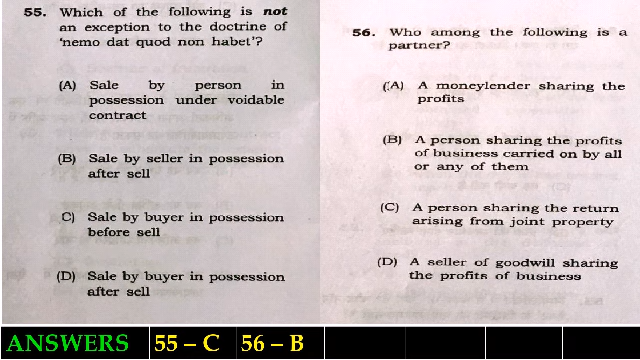 55. Which of the following is not
an exception to the doctrine of
'nemo dat quod non habet'?
(A) Sale by person in
possession under voidable
contract
(B) Sale by seller in possession
after sell
C) Sale by buyer in possession
before sell
(D) Sale by buyer in possession
after sell
56. Who among the following is a
partner?
(A) A moneylender sharing the
profits
(B) A person sharing the profits
of business carried on by all
or any of them
(C) A person sharing the return
arising from joint property
(D) A seller of goodwill sharing
the profits of business
ANSWERS 55 – C 56 – B